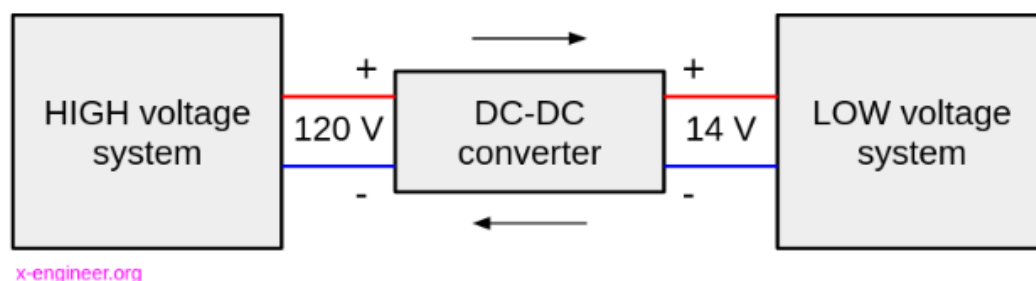 HIGH voltage
system
+
120 V
-
DC-DC
converter
+
14 V
-
LOW voltage
system
x-engineer.org